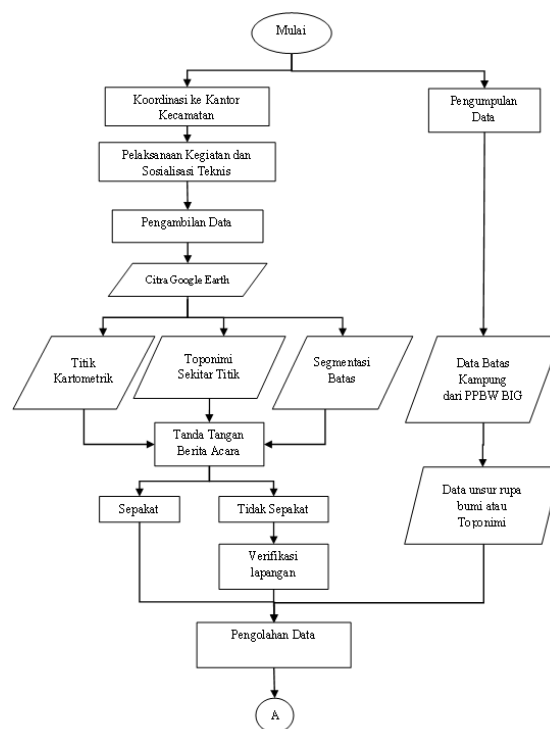 Mulai
Koordinasi ke Kantor
Kecamatan
Pengumpulan
Data
Pelaksanaan Kegiatan dan
Sosialisasi Teknis
Pengambilan Data
Citra Google Earth
Titik
Kartometrik
Toponimi
Sekitar Titik
Segmentasi
Batas
Data Batas
Kampung
dari PPBW BIG
Tanda Tangan
Berita Acara
Sepakat
Tidak Sepakat
Data unsur rupa
bumi atau
Toponimi
Verifikasi
lapangan
Pengolahan Data
A